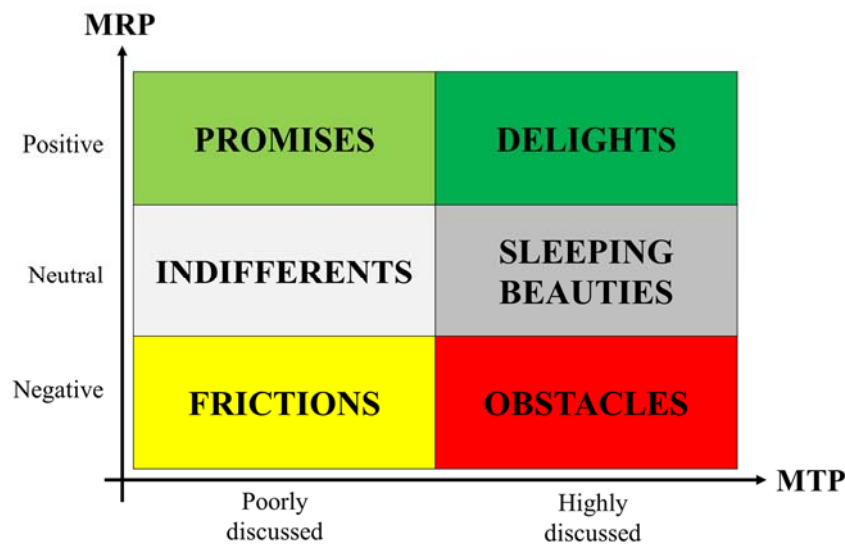 MRP
Positive
PROMISES
DELIGHTS
Neutral
INDIFFERENTS
SLEEPING
BEAUTIES
Negative
FRICTIONS
OBSTACLES
MTP
Poorly
discussed
Highly
discussed